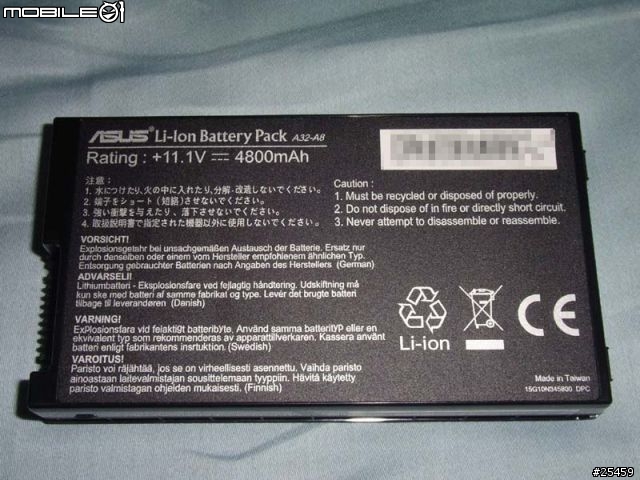 MOBILE01
ASUS Li-Ion Battery Pack A32-A8
Rating : +11.1V ⎓ 4800mAh
注意 :
1. 水につけたり,火の中に入れたり,分解·改造しないでください。
2. 端子をショート（短絡）させないでください。
3. 強い衝撃を与えたり、落下させないでください。
4. 取扱説明書で指定された機器以外に使用しないでください。
Caution :
1. Must be recycled or disposed of properly.
2. Do not dispose of in fire or directly short circuit.
3. Never attempt to disassemble or reassemble.
VORSICHT!
Explosionsgetahr bei unsachgemäßen Austausch der Batterie. Ersatz nur
durch denselben oder einem vom Hersteller empfohlenem ähnlichen Typ.
Entsorgung gebrauchter Batterien nach Angaben des Herstellers (German)
ADVARSELI!
Lithiumbatteri - Eksplosionsfare ved fejlagtig håndtering. Udskiftning må
kun ske med batteri af samme fabrikat og type. Levér det brugte batteri
tilbage til leverandøren (Danish)
VARNING!
Explosionsfara vid felaktigt batteribyte. Använd samma batterityp eller en
ekvivalent typ som rekommenderas av apparattillverkaren. Kassera använt
batteri enligt fabrikantens instruktion. (Swedish)
VAROITUS!
Paristo voi räjähtää, jos se on virheellisesti asennettu. Vaihda paristo
ainoastaan laitevalmistajan sousittelemaan tyyppiin. Hävitä käytetty
paristo valmistagan ohjeiden mukaisesti. (Finnish)
Li-ion
CE
Made in Taiwan
15G10N345800 DPC
#25459